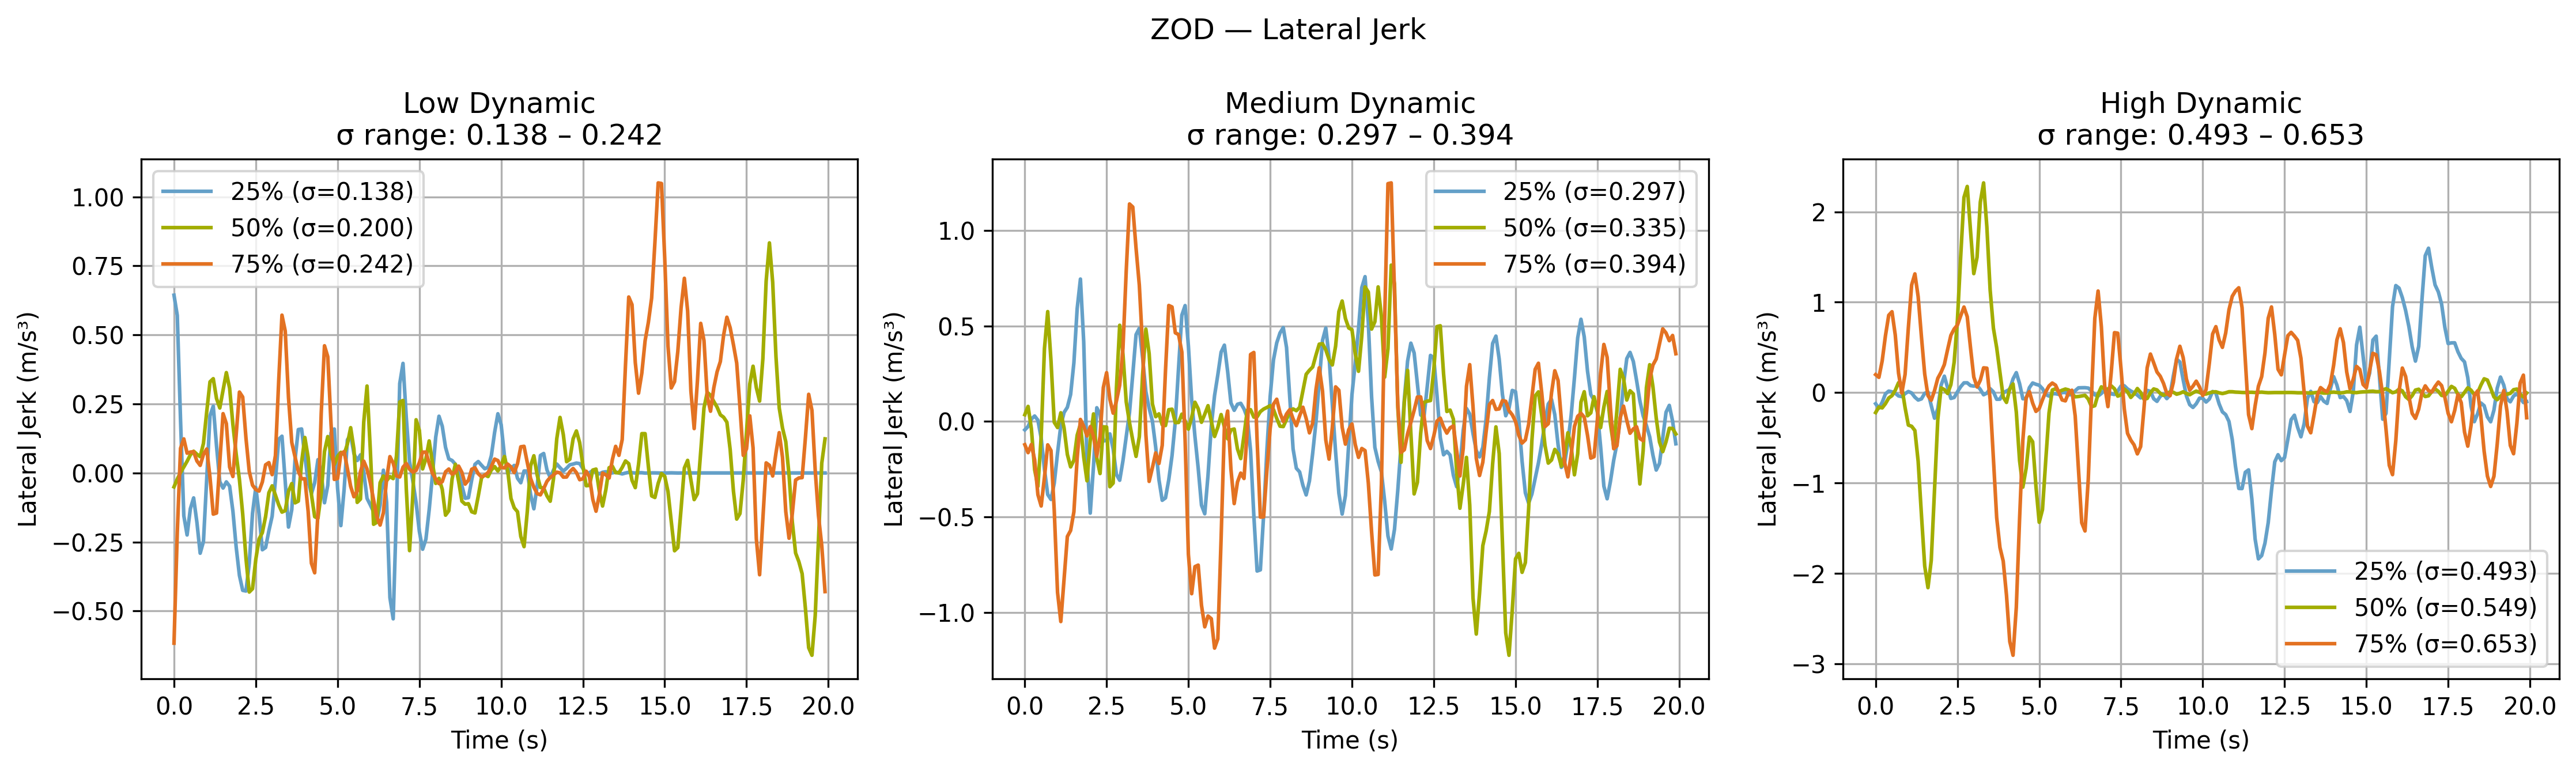 ZOD — Lateral Jerk
Low Dynamic
σ range: 0.138 – 0.242
Lateral Jerk (m/s³)
1.00
0.75
0.50
0.25
0.00
−0.25
−0.50
25% (σ=0.138)
50% (σ=0.200)
75% (σ=0.242)
0.0 2.5 5.0 7.5 10.0 12.5 15.0 17.5 20.0
Time (s)
Medium Dynamic
σ range: 0.297 – 0.394
Lateral Jerk (m/s³)
1.0
0.5
0.0
−0.5
−1.0
25% (σ=0.297)
50% (σ=0.335)
75% (σ=0.394)
0.0 2.5 5.0 7.5 10.0 12.5 15.0 17.5 20.0
Time (s)
High Dynamic
σ range: 0.493 – 0.653
Lateral Jerk (m/s³)
2
1
0
−1
−2
−3
25% (σ=0.493)
50% (σ=0.549)
75% (σ=0.653)
0.0 2.5 5.0 7.5 10.0 12.5 15.0 17.5 20.0
Time (s)